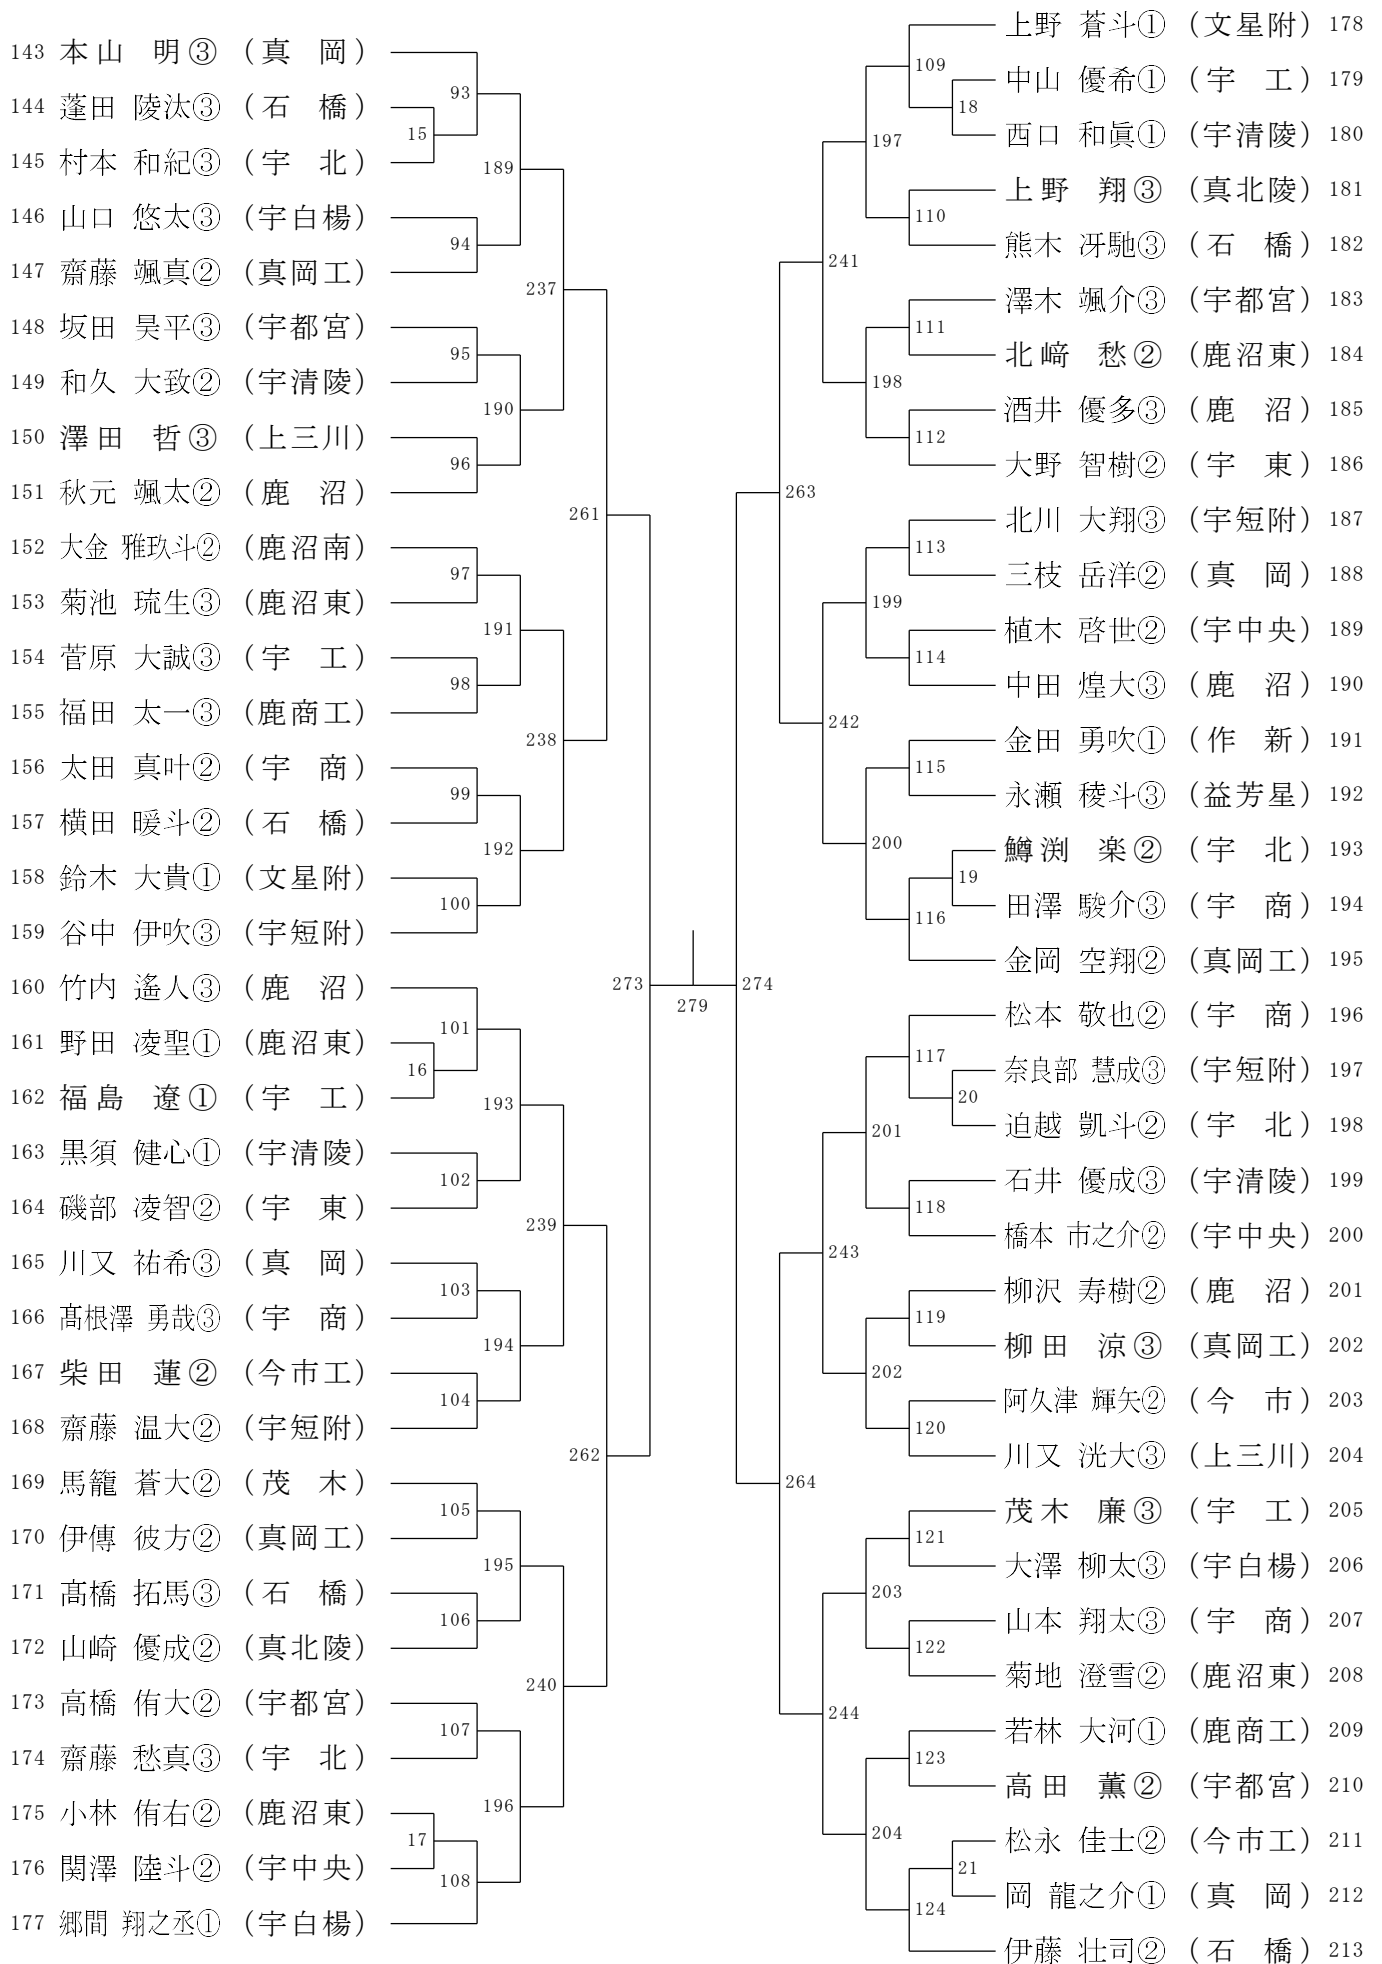 143 本山 明③ (真 岡)
144 蓬田 陵汰③ (石 橋)
145 村本 和紀③ (宇 北)
146 山口 悠太③ (宇白楊)
147 齋藤 颯真② (真岡工)
148 坂田 昊平③ (宇都宮)
149 和久 大致② (宇清陵)
150 澤田 哲③ (上三川)
151 秋元 颯太② (鹿 沼)
152 大金 雅玖斗② (鹿沼南)
153 菊池 琉生③ (鹿沼東)
154 菅原 大誠③ (宇 工)
155 福田 太一③ (鹿商工)
156 太田 真叶② (宇 商)
157 横田 暖斗② (石 橋)
158 鈴木 大貴① (文星附)
159 谷中 伊吹③ (宇短附)
160 竹内 遙人③ (鹿 沼)
161 野田 凌聖① (鹿沼東)
162 福島 遼① (宇 工)
163 黒須 健心① (宇清陵)
164 磯部 凌智② (宇 東)
165 川又 祐希③ (真 岡)
166 髙根澤 勇哉③ (宇 商)
167 柴田 蓮② (今市工)
168 齋藤 温大② (宇短附)
169 馬籠 蒼大② (茂 木)
170 伊傳 彼方② (真岡工)
171 髙橋 拓馬③ (石 橋)
172 山崎 優成② (真北陵)
173 高橋 侑大② (宇都宮)
174 齋藤 愁真③ (宇 北)
175 小林 侑右② (鹿沼東)
176 関澤 陸斗② (宇中央)
177 郷間 翔之丞① (宇白楊)
15
16
17
93
94
95
96
97
98
99
100
101
102
103
104
105
106
107
108
189
190
191
192
193
194
195
196
237
238
239
240
261
262
273
279
274
263
264
241
242
243
244
197
198
199
200
201
202
203
204
109
110
111
112
113
114
115
116
117
118
119
120
121
122
123
124
18
19
20
21
上野 蒼斗① (文星附) 178
中山 優希① (宇 工) 179
西口 和眞① (宇清陵) 180
上野 翔③ (真北陵) 181
熊木 冴馳③ (石 橋) 182
澤木 颯介③ (宇都宮) 183
北﨑 愁② (鹿沼東) 184
酒井 優多③ (鹿 沼) 185
大野 智樹② (宇 東) 186
北川 大翔③ (宇短附) 187
三枝 岳洋② (真 岡) 188
植木 啓世② (宇中央) 189
中田 煌大③ (鹿 沼) 190
金田 勇吹① (作 新) 191
永瀬 稜斗③ (益芳星) 192
鱒渕 楽② (宇 北) 193
田澤 駿介③ (宇 商) 194
金岡 空翔② (真岡工) 195
松本 敬也② (宇 商) 196
奈良部 慧成③ (宇短附) 197
迫越 凱斗② (宇 北) 198
石井 優成③ (宇清陵) 199
橋本 市之介② (宇中央) 200
柳沢 寿樹② (鹿 沼) 201
柳田 涼③ (真岡工) 202
阿久津 輝矢② (今 市) 203
川又 洸大③ (上三川) 204
茂木 廉③ (宇 工) 205
大澤 柳太③ (宇白楊) 206
山本 翔太③ (宇 商) 207
菊地 澄雪② (鹿沼東) 208
若林 大河① (鹿商工) 209
高田 薫② (宇都宮) 210
松永 佳士② (今市工) 211
岡 龍之介① (真 岡) 212
伊藤 壮司② (石 橋) 213